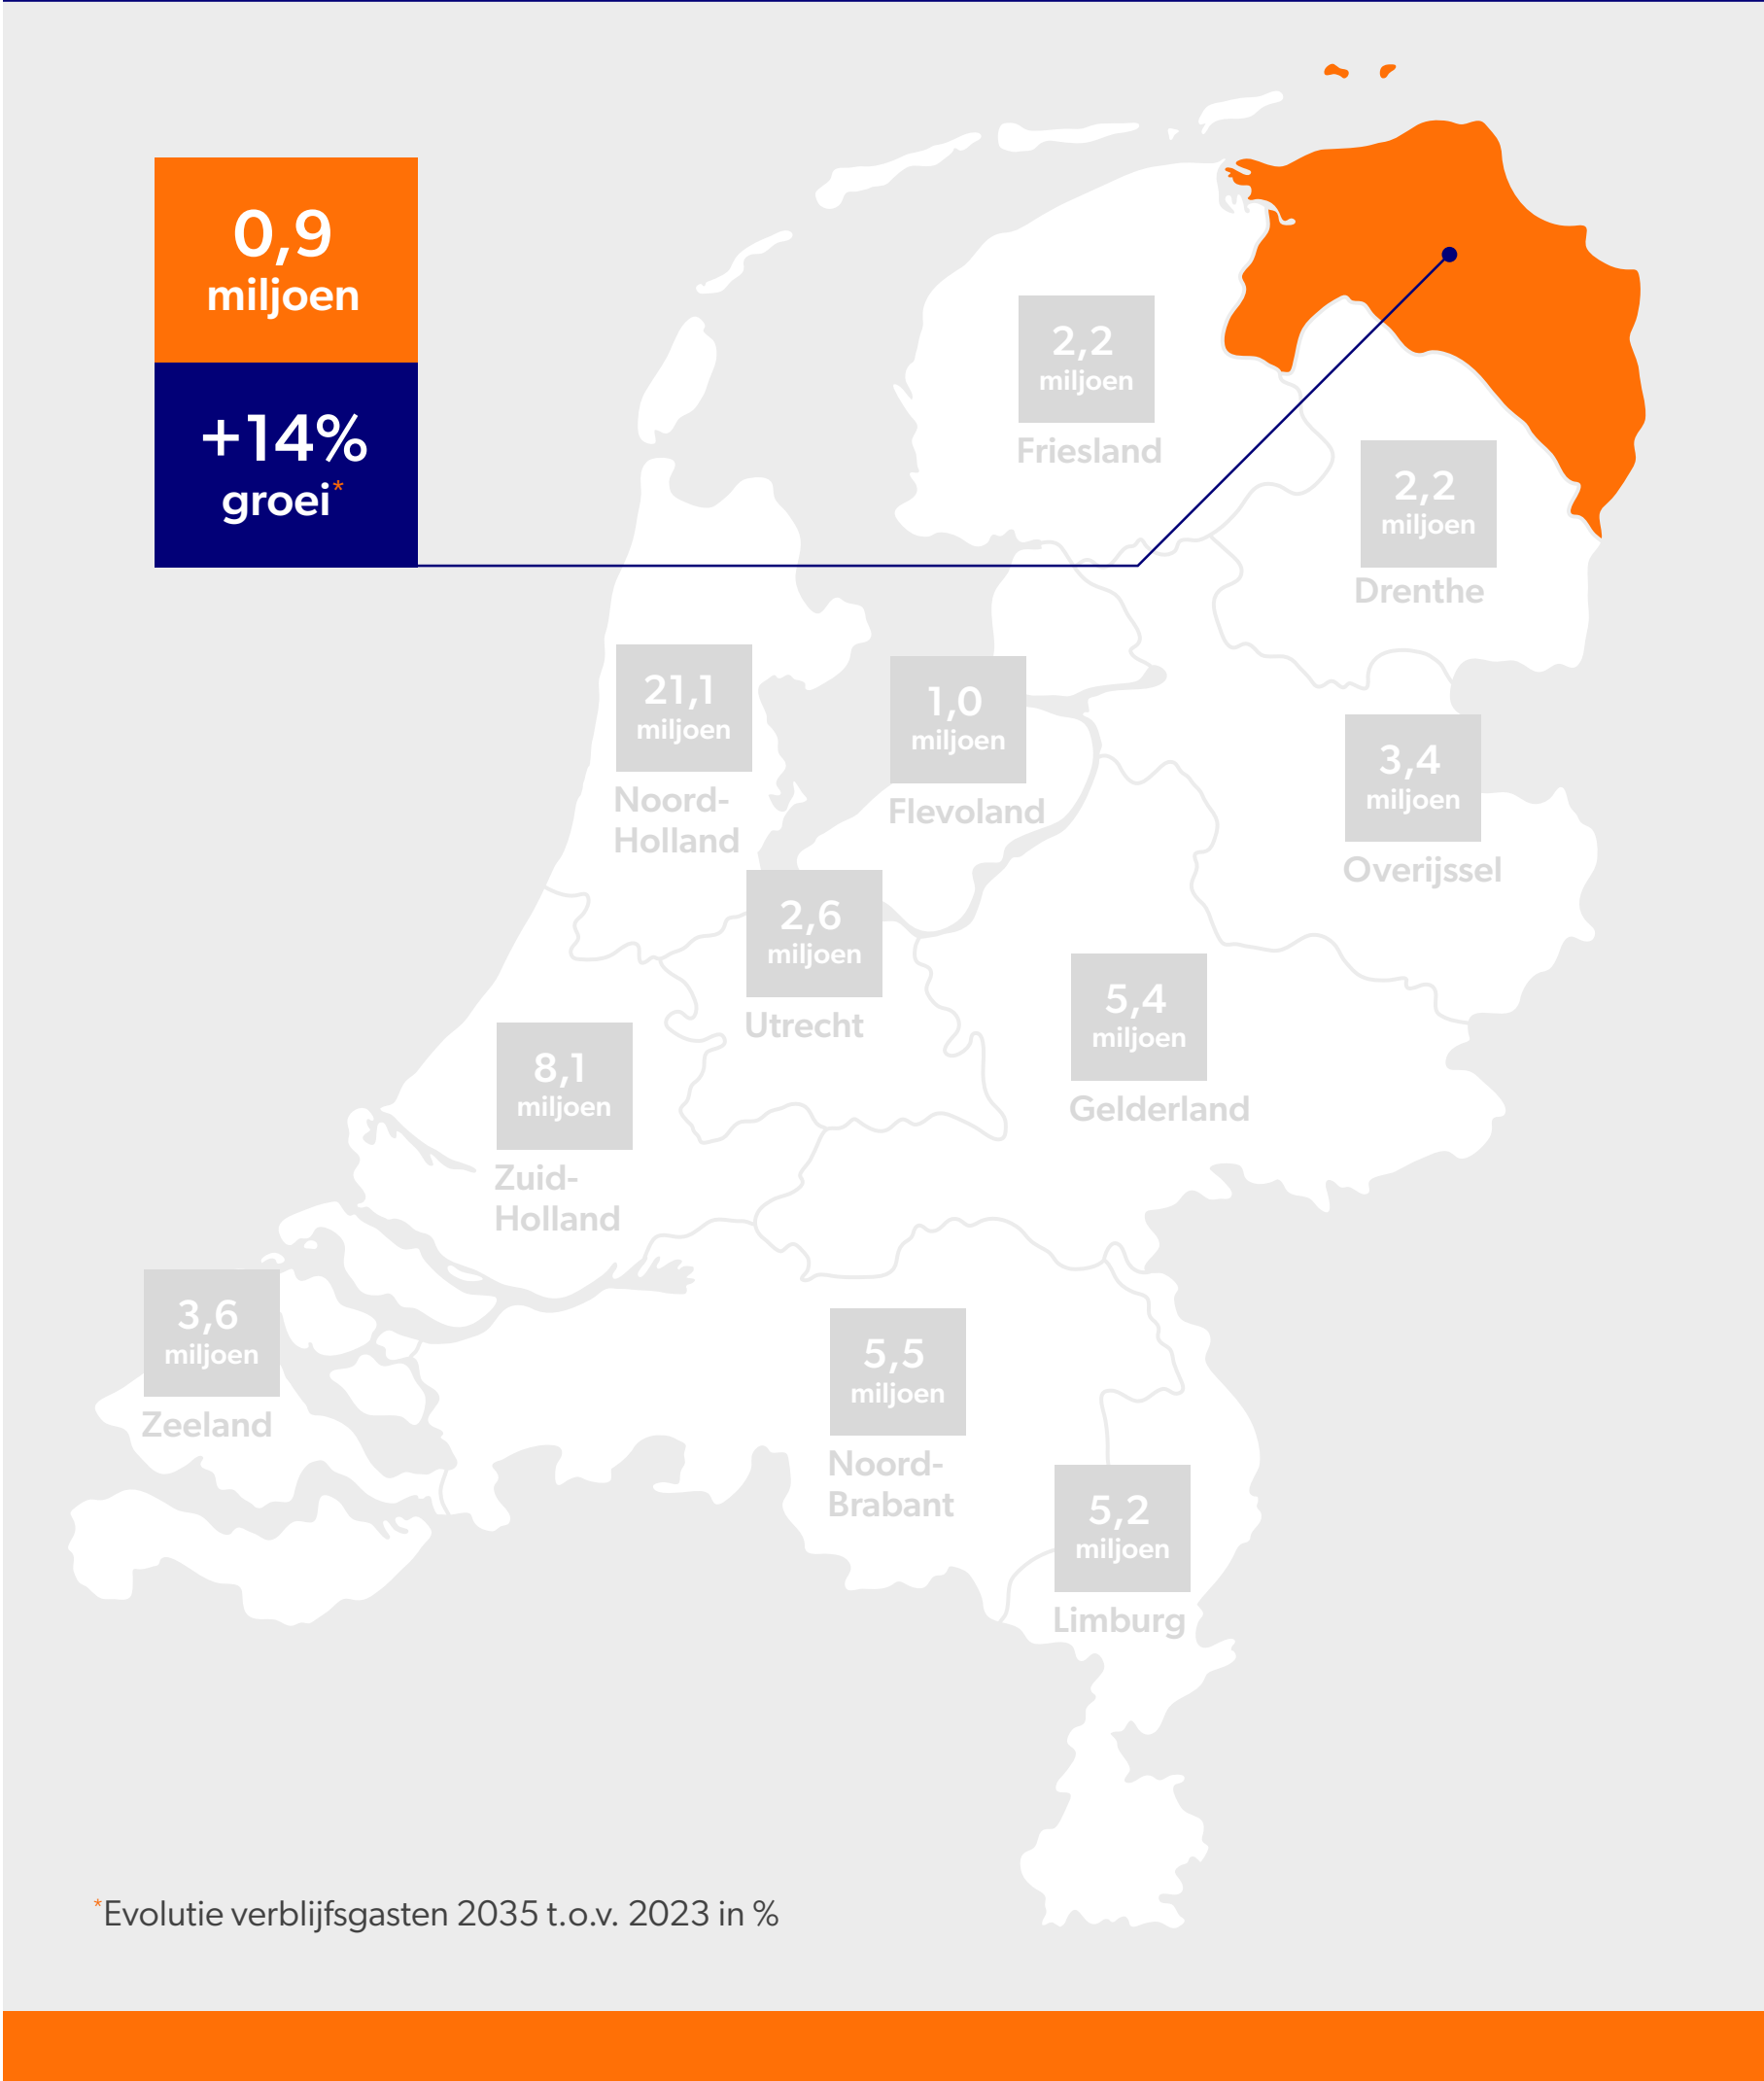 0,9
miljoen
+14%
groei*
2,2
miljoen
Friesland
2,2
miljoen
Drenthe
21,1
miljoen
Noord-
Holland
1,0
miljoen
Flevoland
3,4
miljoen
Overijssel
2,6
miljoen
Utrecht
5,4
miljoen
Gelderland
8,1
miljoen
Zuid-
Holland
3,6
miljoen
Zeeland
5,5
miljoen
Noord-
Brabant
5,2
miljoen
Limburg
*Evolutie verblijfsgasten 2035 t.o.v. 2023 in %